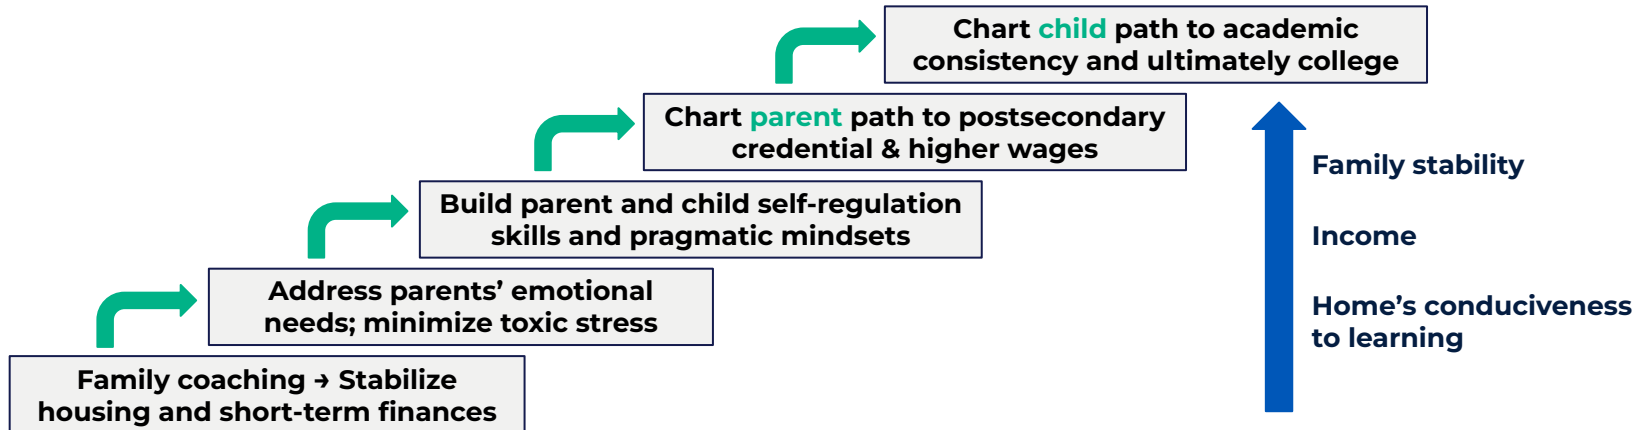 Chart child path to academic
consistency and ultimately college
Chart parent path to postsecondary
credential & higher wages
Build parent and child self-regulation
skills and pragmatic mindsets
Address parents’ emotional
needs; minimize toxic stress
Family coaching → Stabilize
housing and short-term finances
Family stability
Income
Home’s conduciveness
to learning